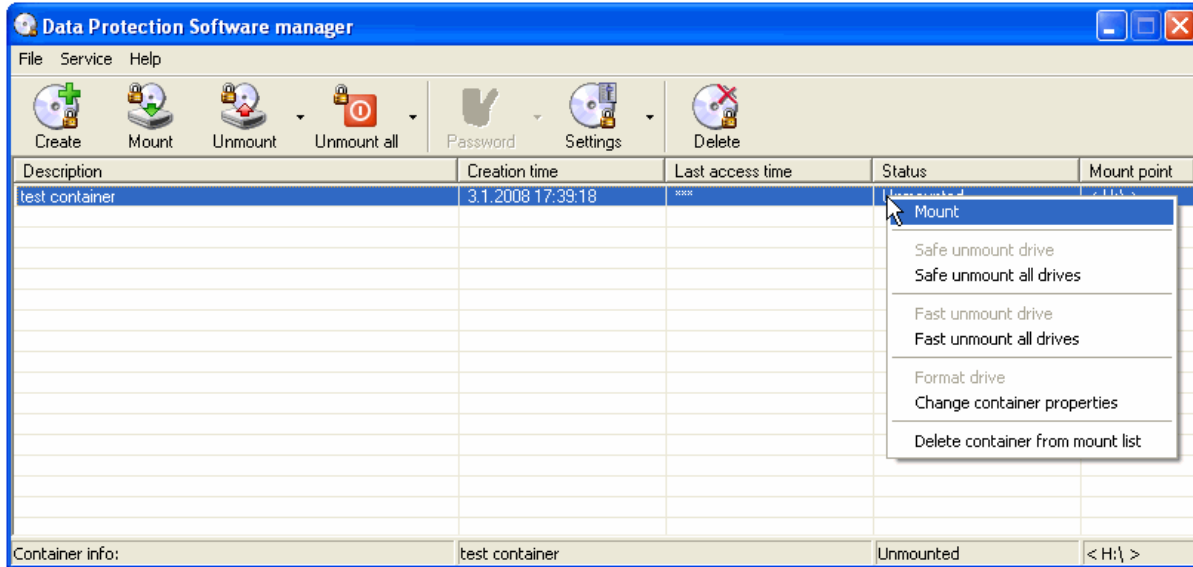 Data Protection Software manager
File Service Help
Create Mount Unmount Unmount all Password Settings Delete
Description Creation time Last access time Status Mount point
test container 3.1.2008 17:39:18 *** Unmounted < H:\ >
Mount
Safe unmount drive
Safe unmount all drives
Fast unmount drive
Fast unmount all drives
Format drive
Change container properties
Delete container from mount list
Container info: test container Unmounted < H:\ >